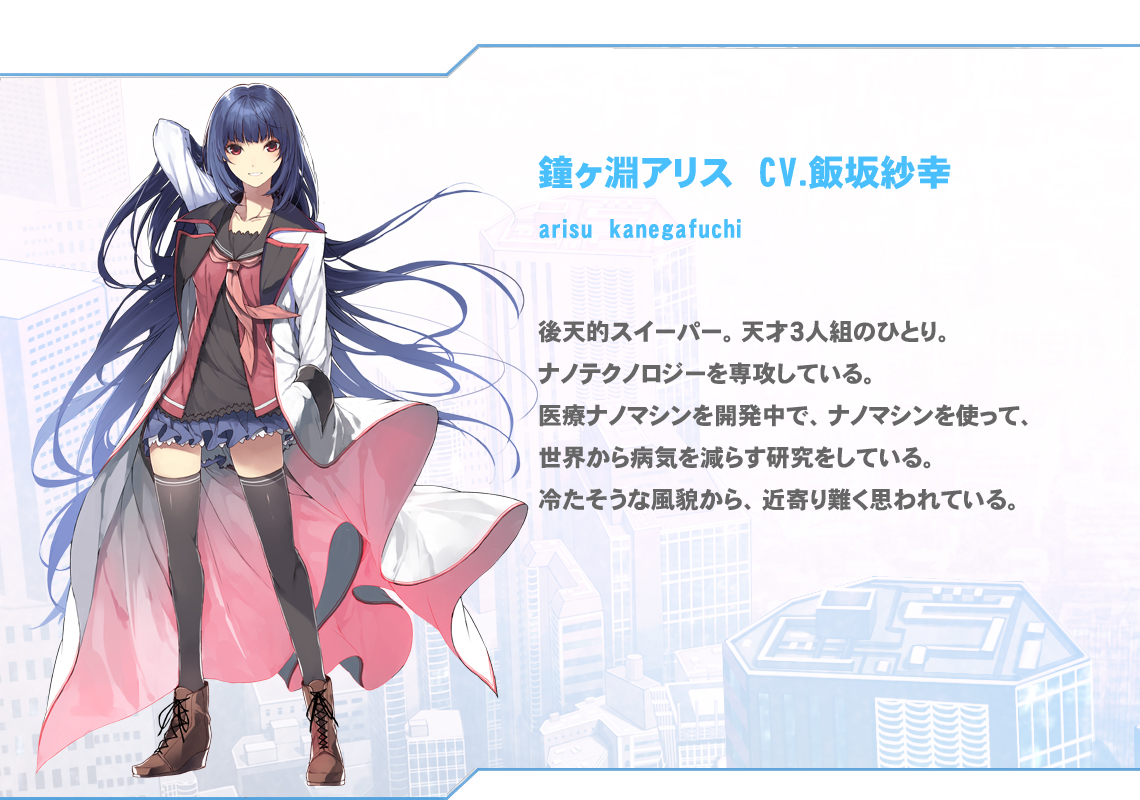 鐘ヶ淵アリス CV.飯坂紗幸
arisu kanegafuchi
後天的スイーパー。天才3人組のひとり。
ナノテクノロジーを専攻している。
医療ナノマシンを開発中で、ナノマシンを使って、
世界から病気を減らす研究をしている。
冷たそうな風貌から、近寄り難く思われている。